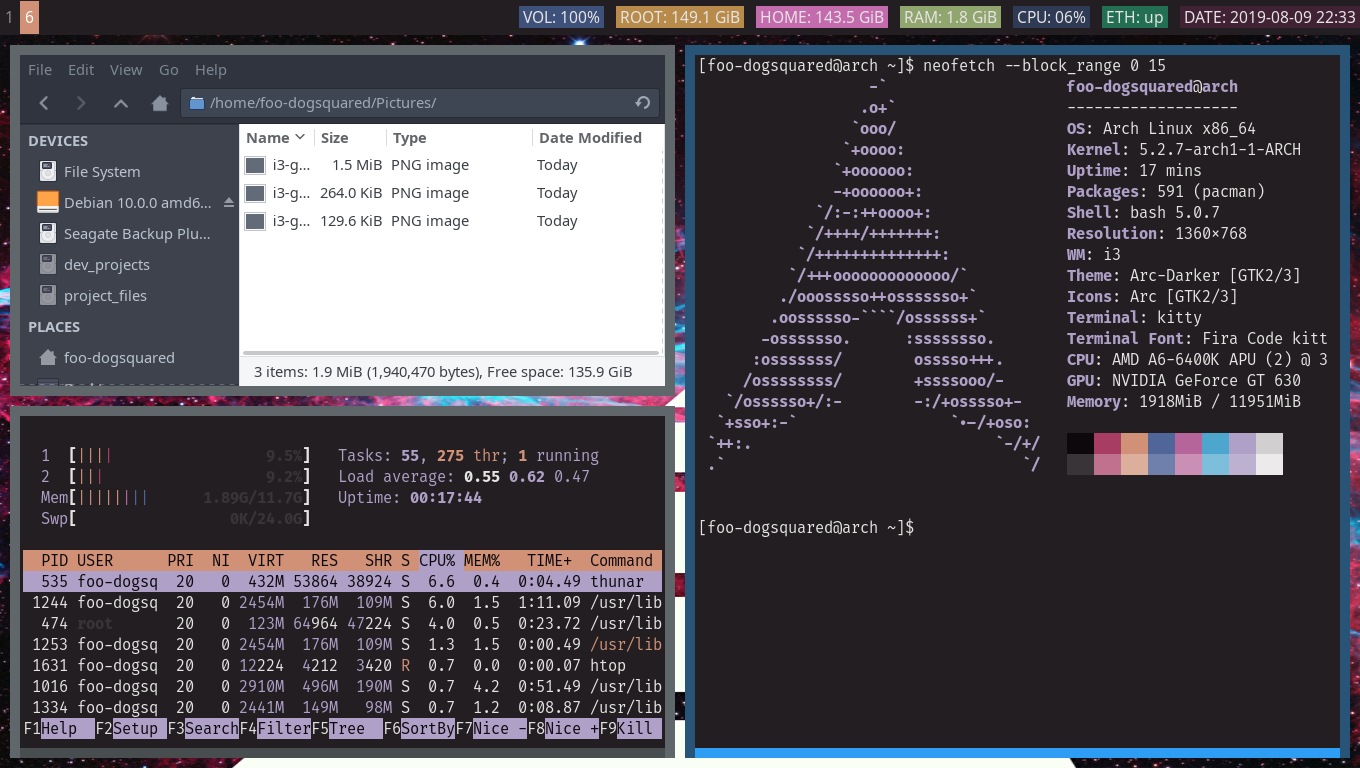 1 6 VOL: 100% ROOT: 149.1 GiB HOME: 143.5 GiB RAM: 1.8 GiB CPU: 06% ETH: up DATE: 2019-08-09 22:33
File Edit View Go Help
/home/foo-dogsquared/Pictures/
DEVICES
File System
Debian 10.0.0 amd6...
Seagate Backup Plu...
dev_projects
project_files
PLACES
foo-dogsquared
Name Size Type Date Modified
i3-g... 1.5 MiB PNG image Today
i3-g... 264.0 KiB PNG image Today
i3-g... 129.6 KiB PNG image Today
3 items: 1.9 MiB (1,940,470 bytes), Free space: 135.9 GiB
1 [|||| 9.5%] Tasks: 55, 275 thr; 1 running
2 [||| 9.2%] Load average: 0.55 0.62 0.47
Mem[|||||||| 1.89G/11.7G] Uptime: 00:17:44
Swp[ 0K/24.0G]
PID USER PRI NI VIRT RES SHR S CPU% MEM% TIME+ Command
535 foo-dogsq 20 0 432M 53864 38924 S 6.6 0.4 0:04.49 thunar
1244 foo-dogsq 20 0 2454M 176M 109M S 6.0 1.5 1:11.09 /usr/lib
474 root 20 0 123M 64964 47224 S 4.0 0.5 0:23.72 /usr/lib
1253 foo-dogsq 20 0 2454M 176M 109M S 1.3 1.5 0:00.49 /usr/lib
1631 foo-dogsq 20 0 12224 4212 3420 R 0.7 0.0 0:00.07 htop
1016 foo-dogsq 20 0 2910M 496M 190M S 0.7 4.2 0:51.49 /usr/lib
1334 foo-dogsq 20 0 2441M 149M 98M S 0.7 1.2 0:08.87 /usr/lib
F1Help F2Setup F3SearchF4FilterF5Tree F6SortByF7Nice -F8Nice +F9Kill
[foo-dogsquared@arch ~]$ neofetch --block_range 0 15
foo-dogsquared@arch
-------------------
OS: Arch Linux x86_64
Kernel: 5.2.7-arch1-1-ARCH
Uptime: 17 mins
Packages: 591 (pacman)
Shell: bash 5.0.7
Resolution: 1360×768
WM: i3
Theme: Arc-Darker [GTK2/3]
Icons: Arc [GTK2/3]
Terminal: kitty
Terminal Font: Fira Code kitt
CPU: AMD A6-6400K APU (2) @ 3
GPU: NVIDIA GeForce GT 630
Memory: 1918MiB / 11951MiB
[foo-dogsquared@arch ~]$